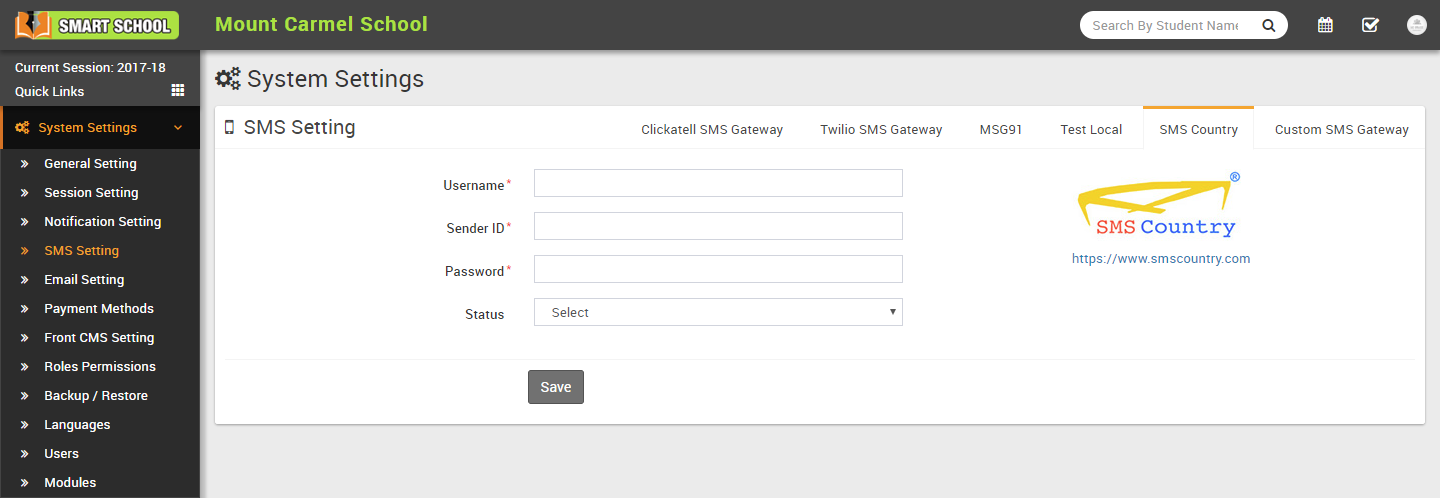 SMART SCHOOL
Mount Carmel School
Search By Student Name
Current Session: 2017-18
Quick Links
System Settings
General Setting
Session Setting
Notification Setting
SMS Setting
Email Setting
Payment Methods
Front CMS Setting
Roles Permissions
Backup / Restore
Languages
Users
Modules
System Settings
SMS Setting
Clickatell SMS Gateway
Twilio SMS Gateway
MSG91
Test Local
SMS Country
Custom SMS Gateway
Username*
Sender ID*
Password*
Status
Select
Save
SMS Country®
https://www.smscountry.com